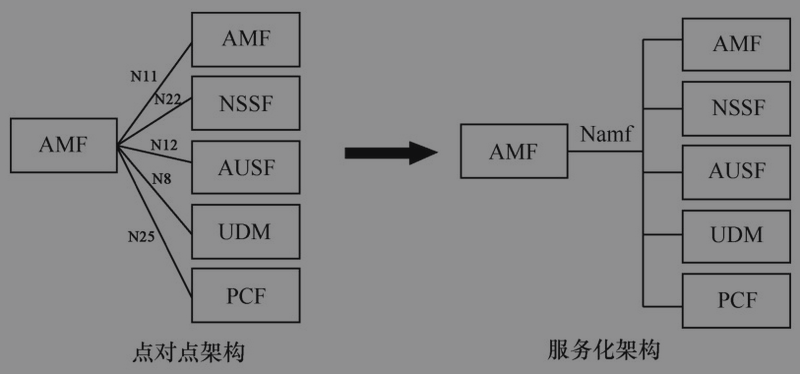 AMF
N11
NSSF
N22
AMF
N12
AUSF
N8
UDM
N25
PCF
点对点架构
AMF
NSSF
AMF
Namf
AUSF
UDM
PCF
服务化架构